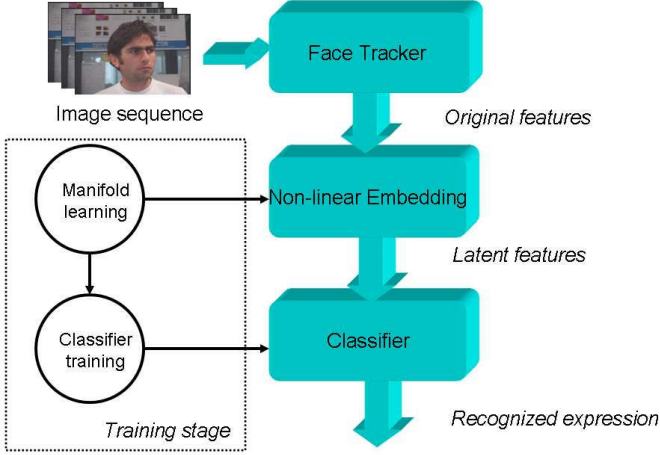 Face Tracker
Image sequence
Original features
Manifold
learning
Non-linear Embedding
Latent features
Classifier
training
Classifier
Training stage
Recognized expression